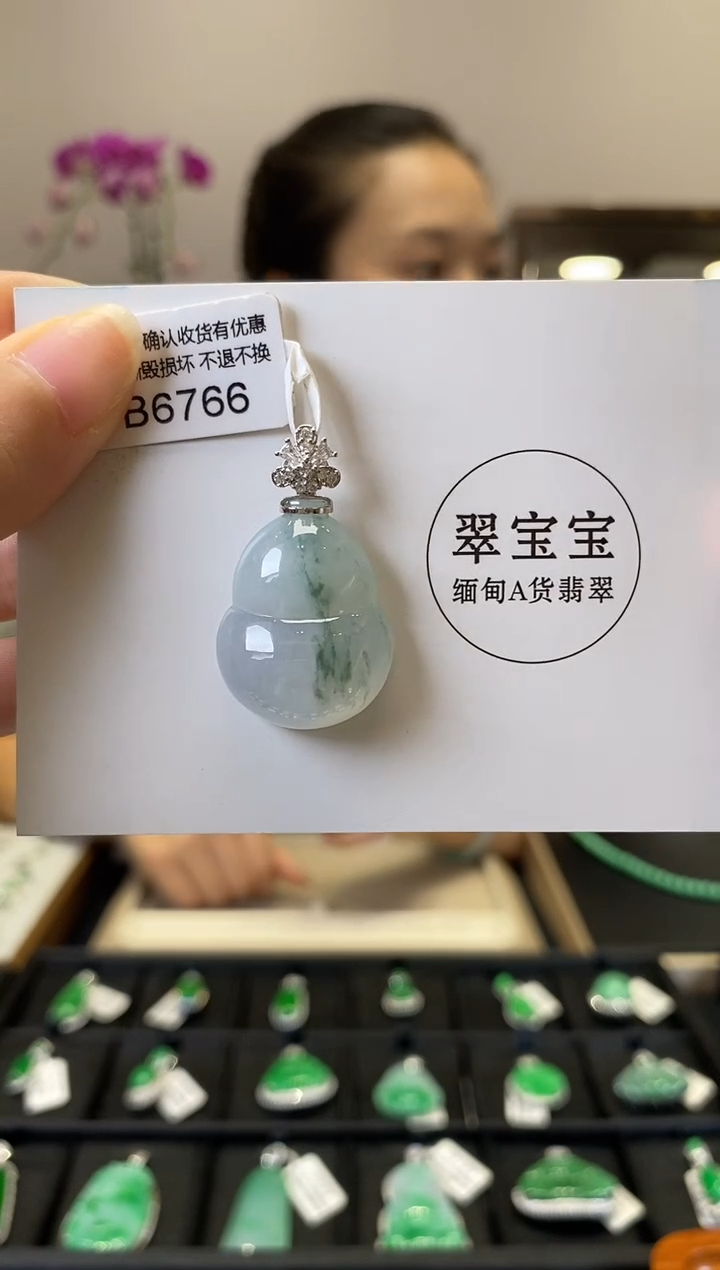 确认收货有优惠
毁损坏 不退不换
B6766
翠宝宝
缅甸A货翡翠